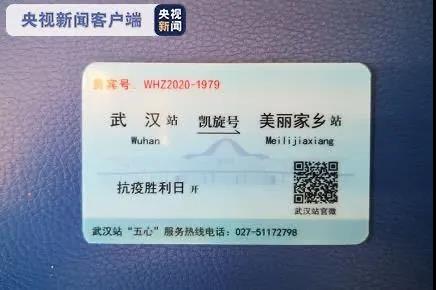 央视新闻客户端
央视新闻
贵宾号：WHZ2020-1979
武汉站 凯旋号 美丽家乡站
Wuhan Meilijiaxiang
抗疫胜利日 开
武汉站官微
武汉站“五心”服务热线电话：027-51172798